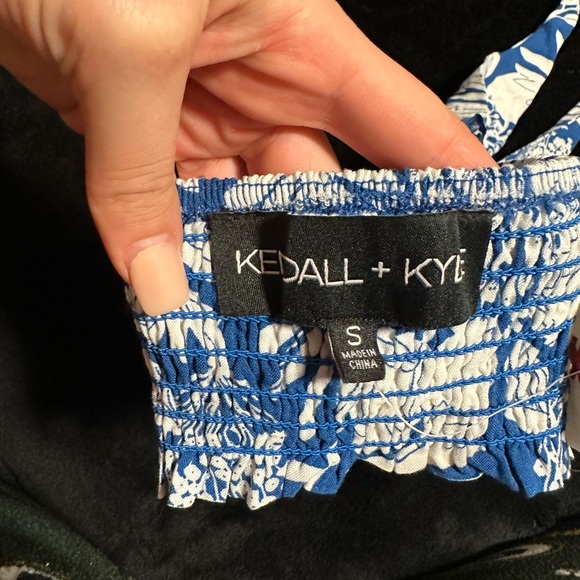 KEDALL + KYE
S
MADE IN
CHINA